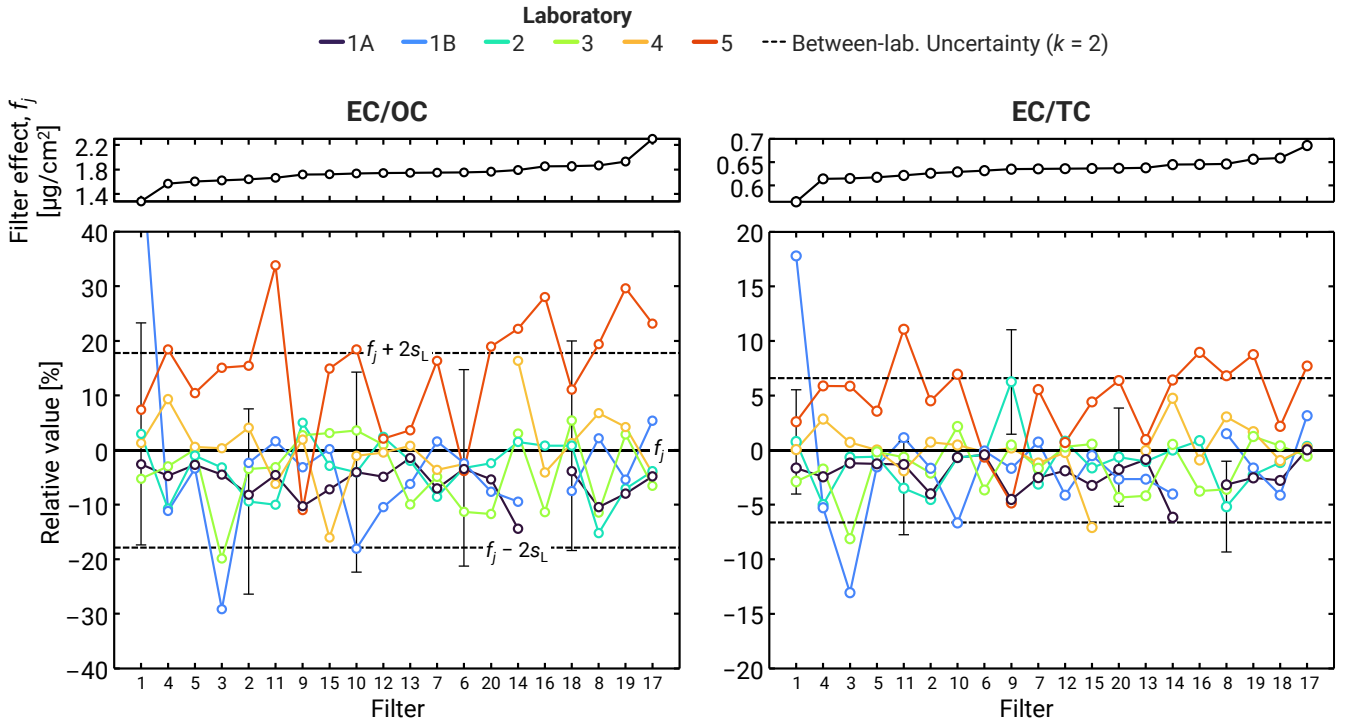 Laboratory
1A 1B 2 3 4 5 Between-lab. Uncertainty (k = 2)
EC/OC
EC/TC
Filter effect, fj
[µg/cm²]
2.2
1.8
1.4
0.7
0.65
0.6
Relative value [%]
40
30
20
10
0
−10
−20
−30
−40
fj + 2sL
fj
fj − 2sL
1 4 5 3 2 11 9 15 10 12 13 7 6 20 14 16 18 8 19 17
Filter
20
15
10
5
0
−5
−10
−15
−20
1 4 3 5 11 2 10 6 9 7 12 15 20 13 14 16 8 19 18 17
Filter